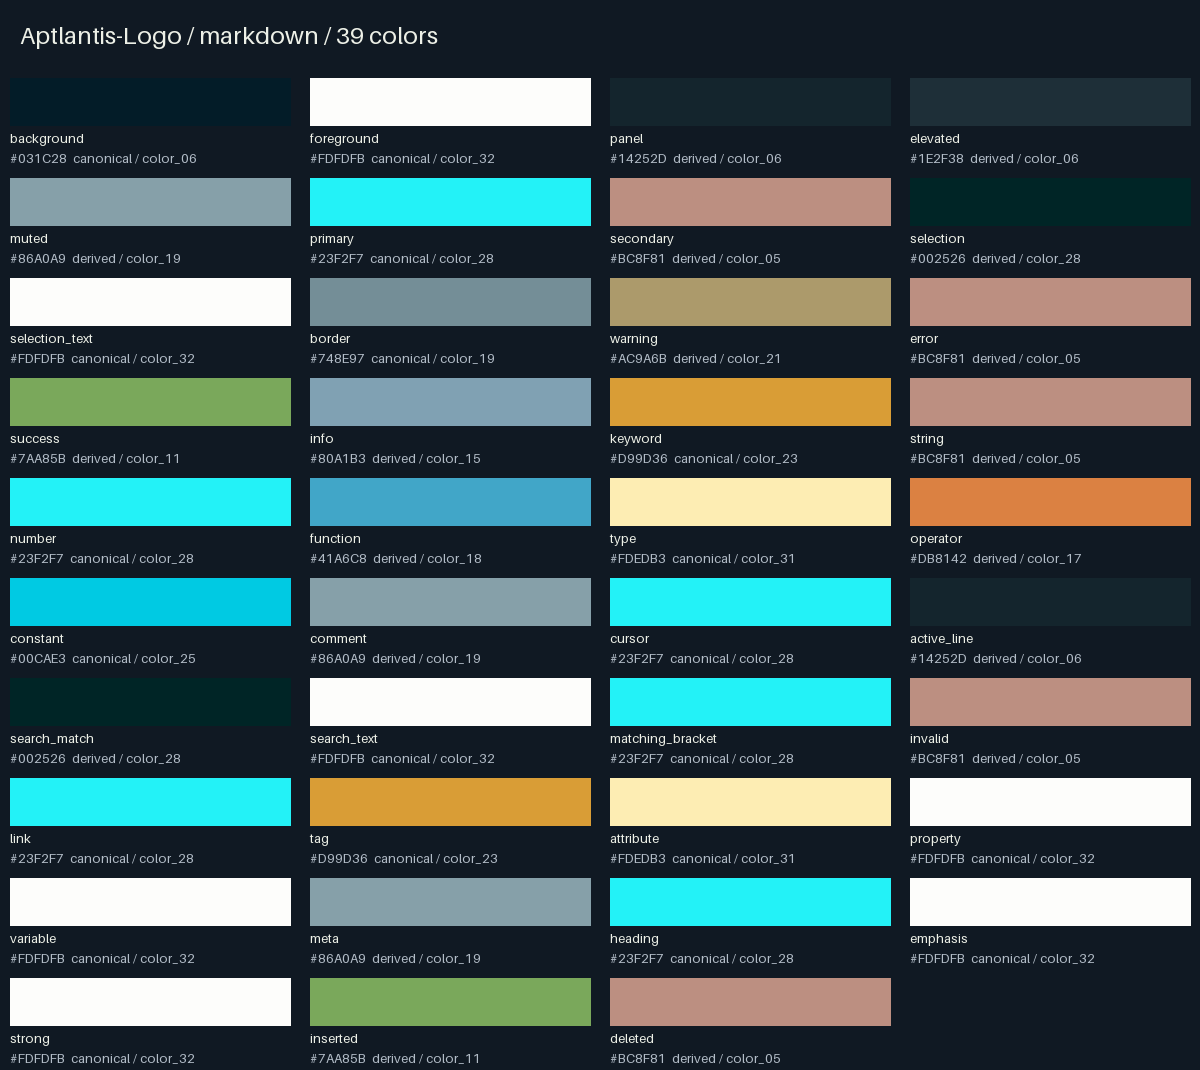 Aptlantis-Logo / markdown / 39 colors
background
#031C28 canonical / color_06
foreground
#FDFDFB canonical / color_32
panel
#14252D derived / color_06
elevated
#1E2F38 derived / color_06
muted
#86A0A9 derived / color_19
primary
#23F2F7 canonical / color_28
secondary
#BC8F81 derived / color_05
selection
#002526 derived / color_28
selection_text
#FDFDFB canonical / color_32
border
#748E97 canonical / color_19
warning
#AC9A6B derived / color_21
error
#BC8F81 derived / color_05
success
#7AA85B derived / color_11
info
#80A1B3 derived / color_15
keyword
#D99D36 canonical / color_23
string
#BC8F81 derived / color_05
number
#23F2F7 canonical / color_28
function
#41A6C8 derived / color_18
type
#FDEDB3 canonical / color_31
operator
#DB8142 derived / color_17
constant
#00CAE3 canonical / color_25
comment
#86A0A9 derived / color_19
cursor
#23F2F7 canonical / color_28
active_line
#14252D derived / color_06
search_match
#002526 derived / color_28
search_text
#FDFDFB canonical / color_32
matching_bracket
#23F2F7 canonical / color_28
invalid
#BC8F81 derived / color_05
link
#23F2F7 canonical / color_28
tag
#D99D36 canonical / color_23
attribute
#FDEDB3 canonical / color_31
property
#FDFDFB canonical / color_32
variable
#FDFDFB canonical / color_32
meta
#86A0A9 derived / color_19
heading
#23F2F7 canonical / color_28
emphasis
#FDFDFB canonical / color_32
strong
#FDFDFB canonical / color_32
inserted
#7AA85B derived / color_11
deleted
#BC8F81 derived / color_05